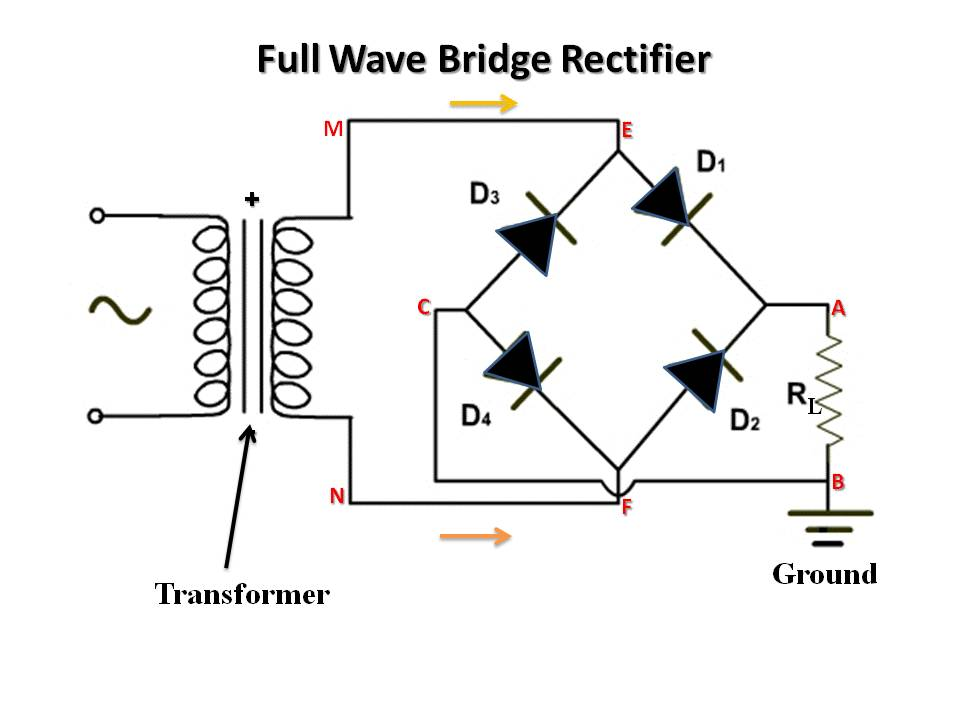 Full Wave Bridge Rectifier
M
E
D1
+
D3
C
A
RL
D4
D2
N
B
F
Ground
Transformer